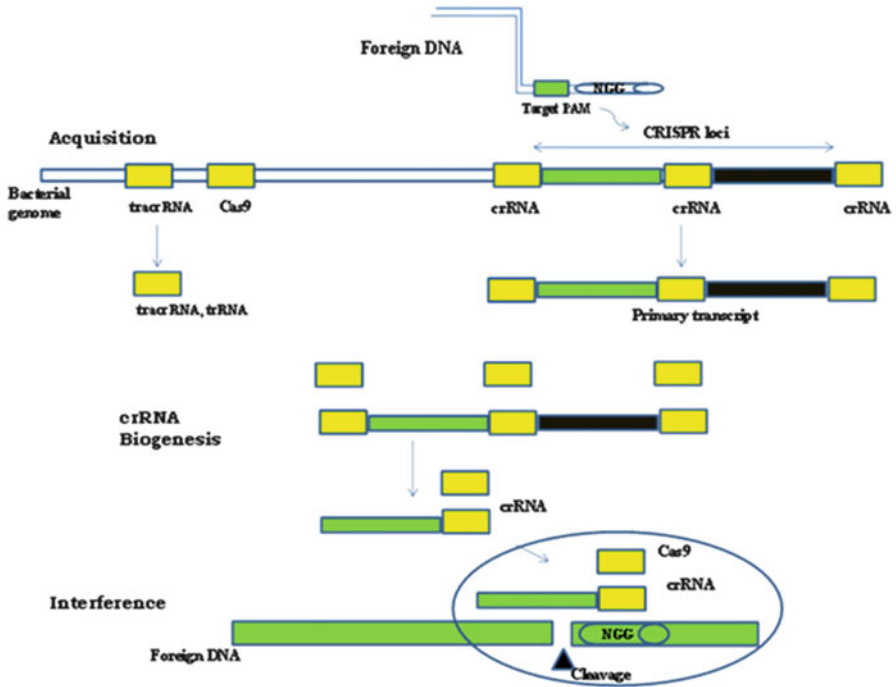 Foreign DNA
NGG
Target PAM
CRISPR loci
Acquisition
Bacterial
genome
tracrRNA
Cas9
crRNA
crRNA
crRNA
tracrRNA, trRNA
Primary transcript
crRNA
Biogenesis
crRNA
Cas9
crRNA
Interference
NGG
Foreign DNA
Cleavage